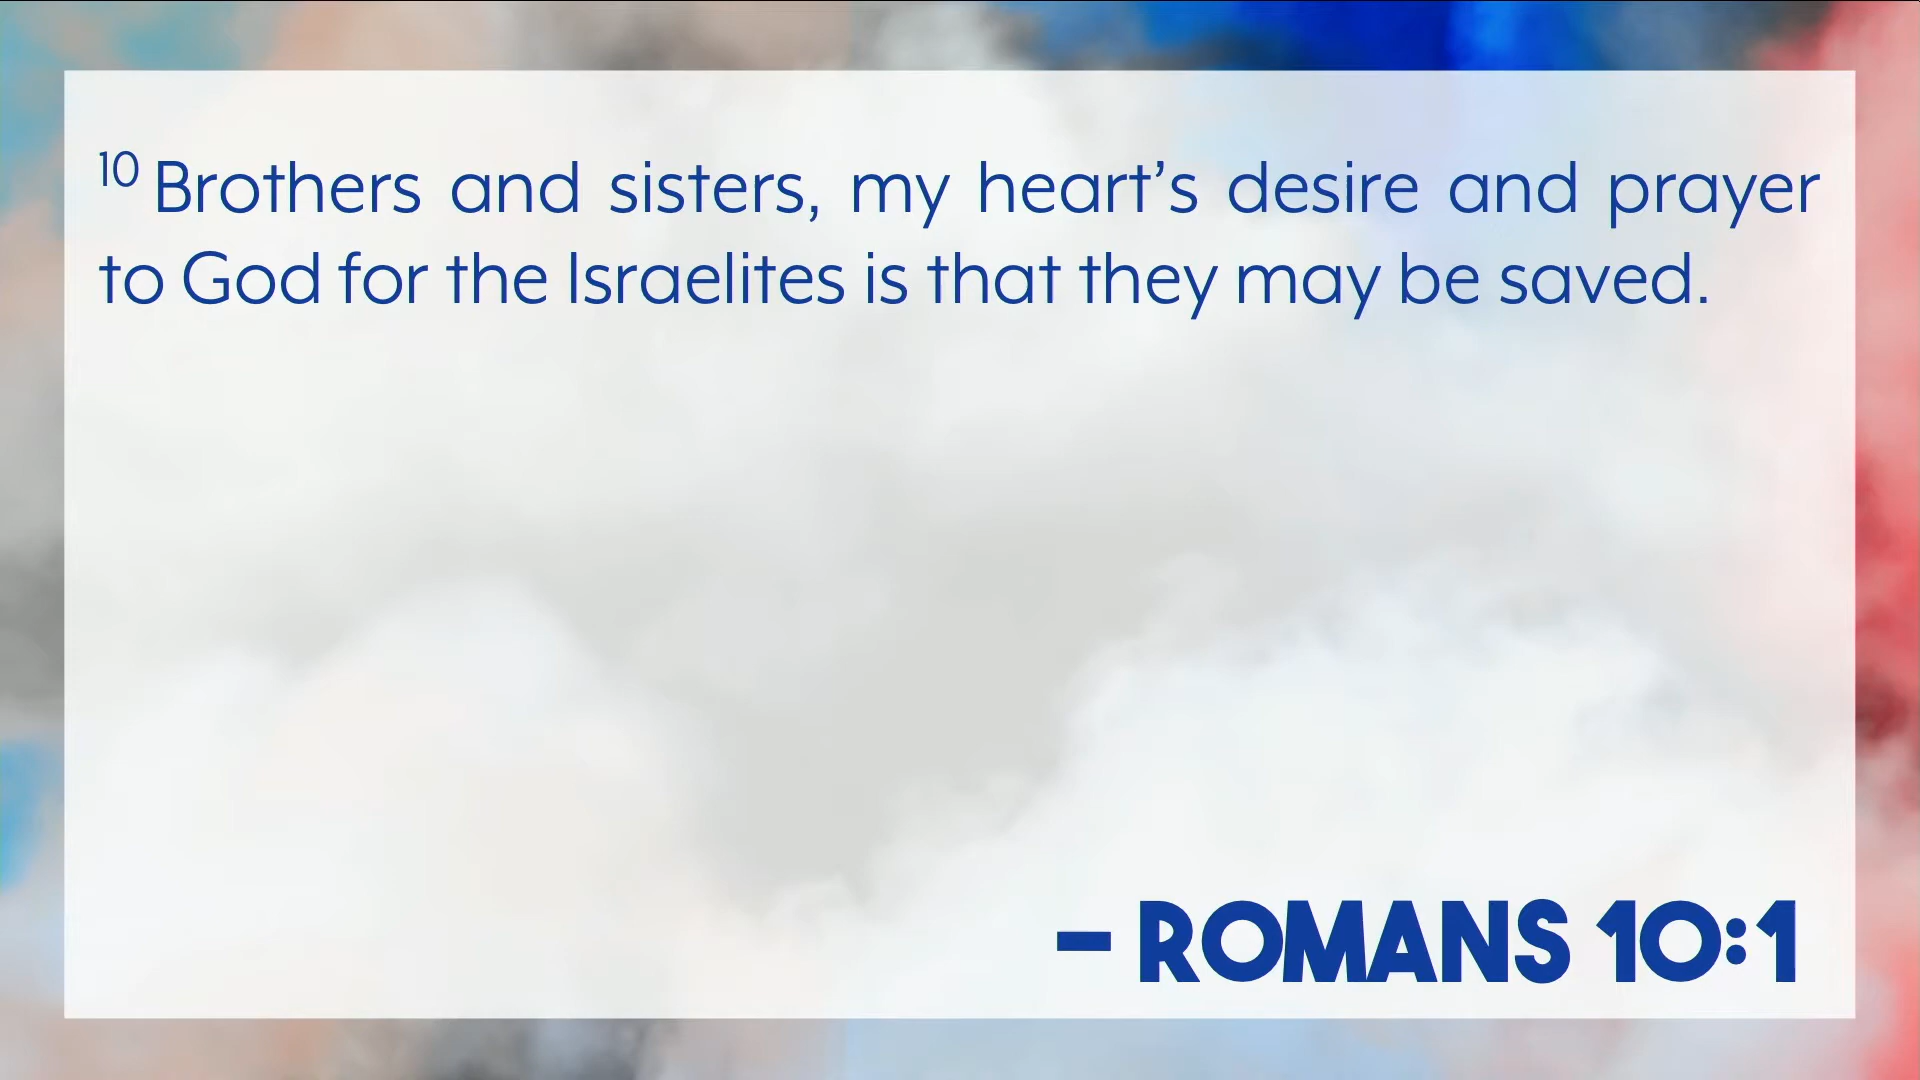 10 Brothers and sisters, my heart’s desire and prayer
to God for the Israelites is that they may be saved.
– ROMANS 10:1